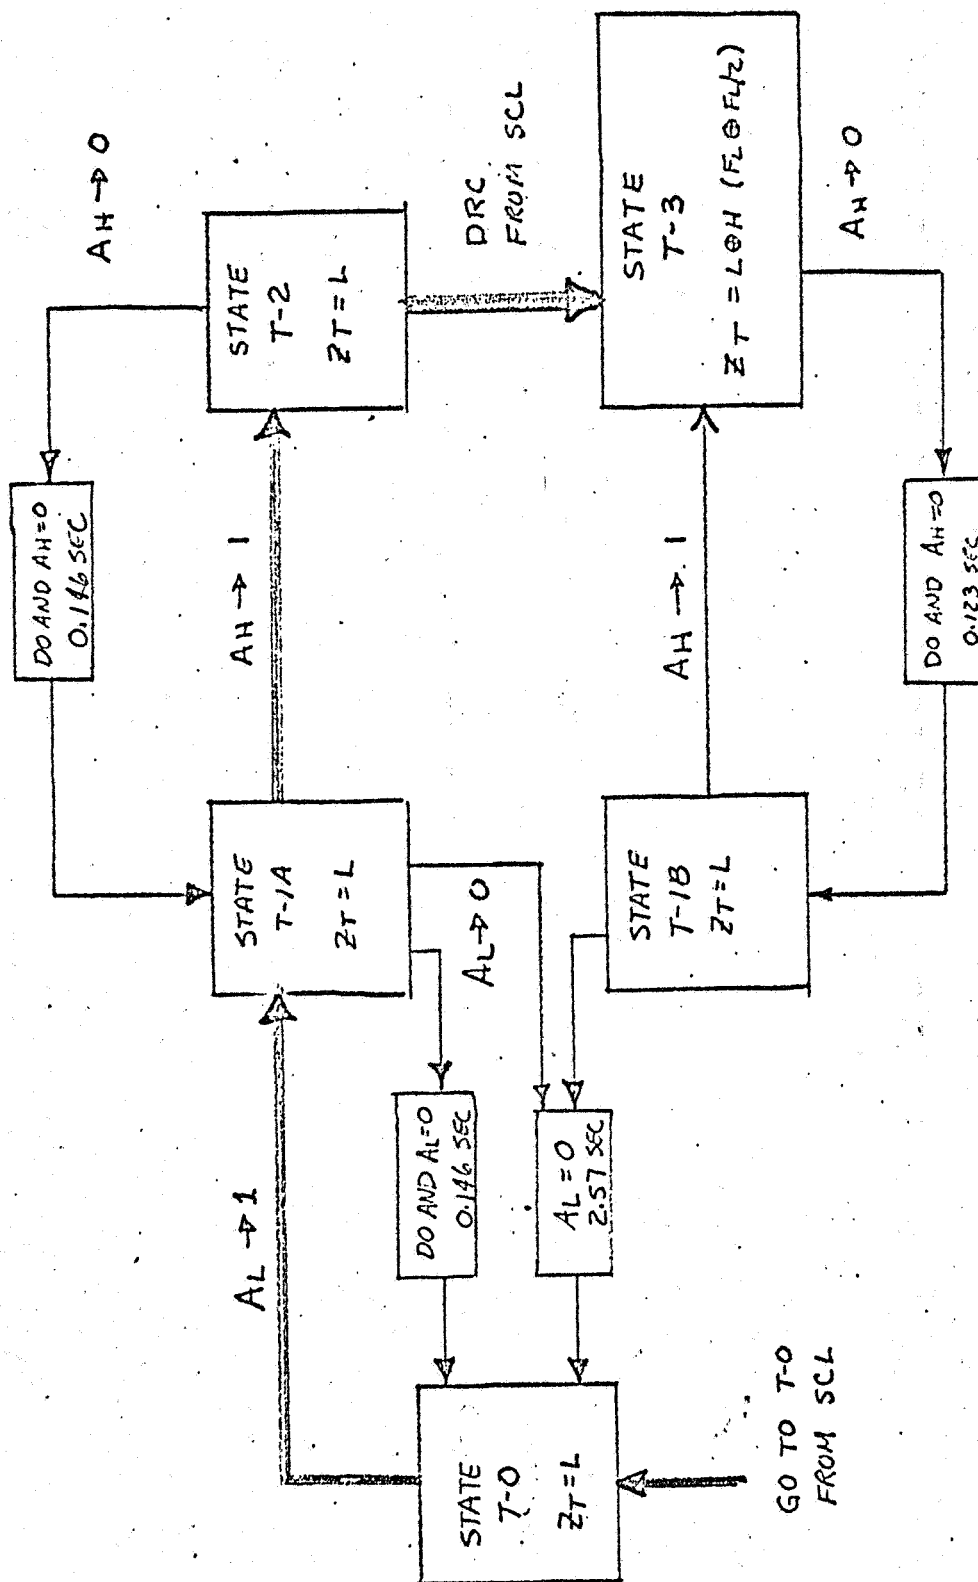 STATE
T-0
ZT = L
GO TO T-0
FROM SCL
AL → 1
DO AND AL=0
0.146 SEC
AL = 0
2.57 SEC
STATE
T-1A
ZT = L
AL → 0
STATE
T-1B
ZT = L
AH → 1
AH → 1
DO AND AH=0
0.146 SEC
AH → 0
STATE
T-2
ZT = L
DRC
FROM SCL
STATE
T-3
ZT = L⊕H (FL⊕FL/2)
AH → 0
DO AND AH=0
0.123 SEC